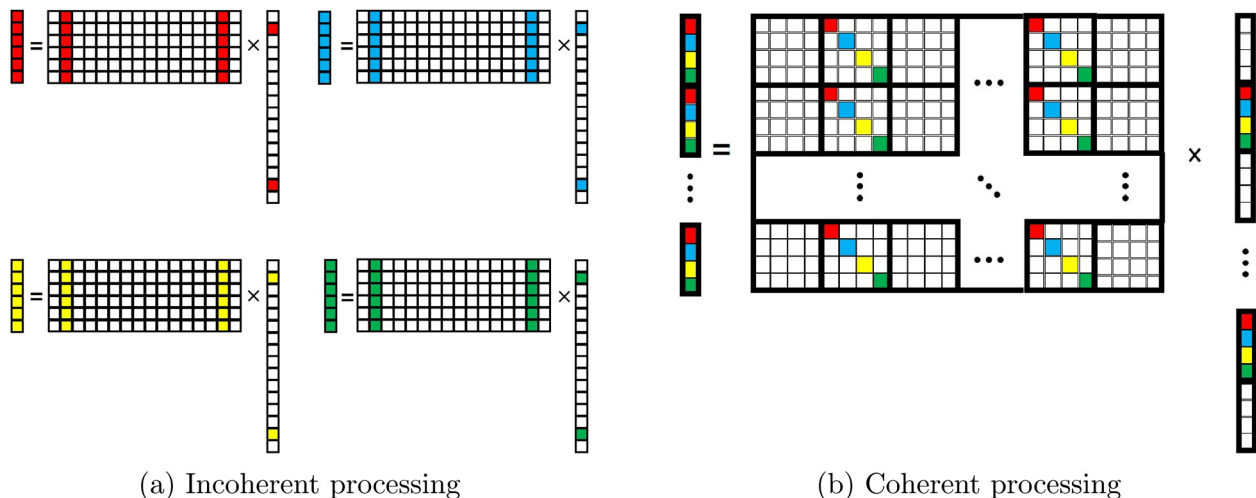 = ×
= ×
= ×
= ×
= ×
(a) Incoherent processing
(b) Coherent processing